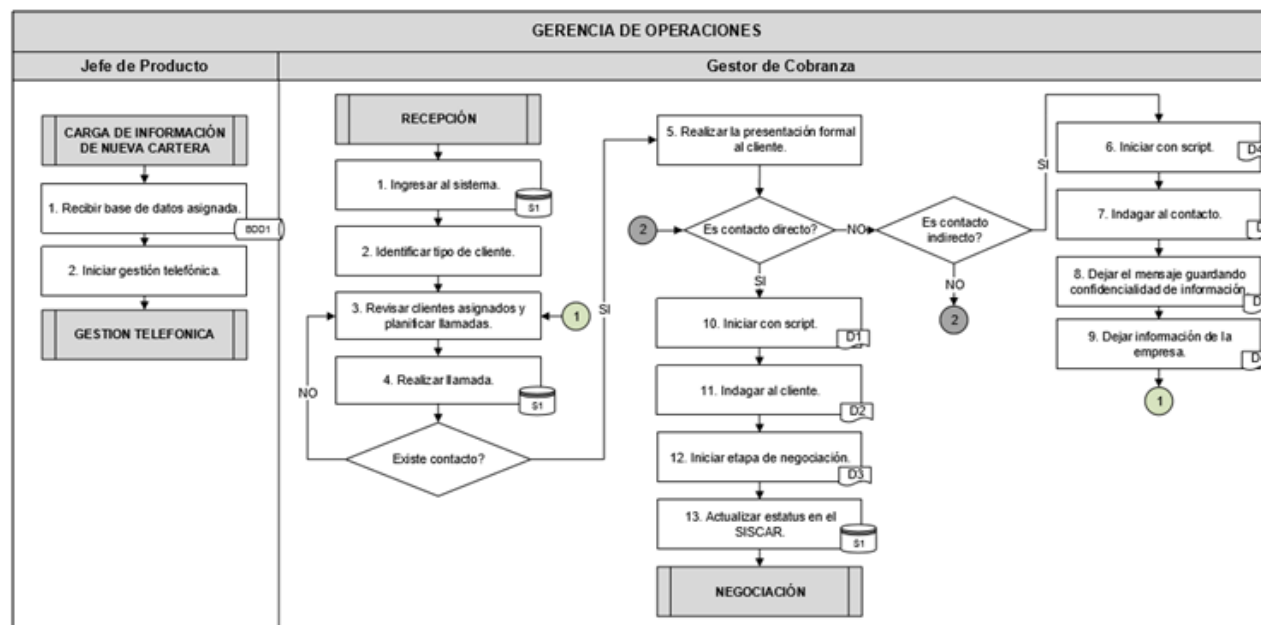 GERENCIA DE OPERACIONES
Jefe de Producto
Gestor de Cobranza
CARGA DE INFORMACIÓN
DE NUEVA CARTERA
1. Recibir base de datos asignada.
BDD1
2. Iniciar gestión telefónica.
GESTION TELEFONICA
RECEPCIÓN
1. Ingresar al sistema.
S1
2. Identificar tipo de cliente.
3. Revisar clientes asignados y
planificar llamadas.
1
4. Realizar llamada.
S1
NO
Existe contacto?
SI
5. Realizar la presentación formal
al cliente.
2
Es contacto directo?
NO
SI
10. Iniciar con script.
D1
11. Indagar al cliente.
D2
12. Iniciar etapa de negociación.
D3
13. Actualizar estatus en el
SISCAR.
S1
NEGOCIACIÓN
Es contacto
indirecto?
SI
NO
2
6. Iniciar con script.
D4
7. Indagar al contacto.
D
8. Dejar el mensaje guardando
confidencialidad de información.
9. Dejar información de la
empresa.
1